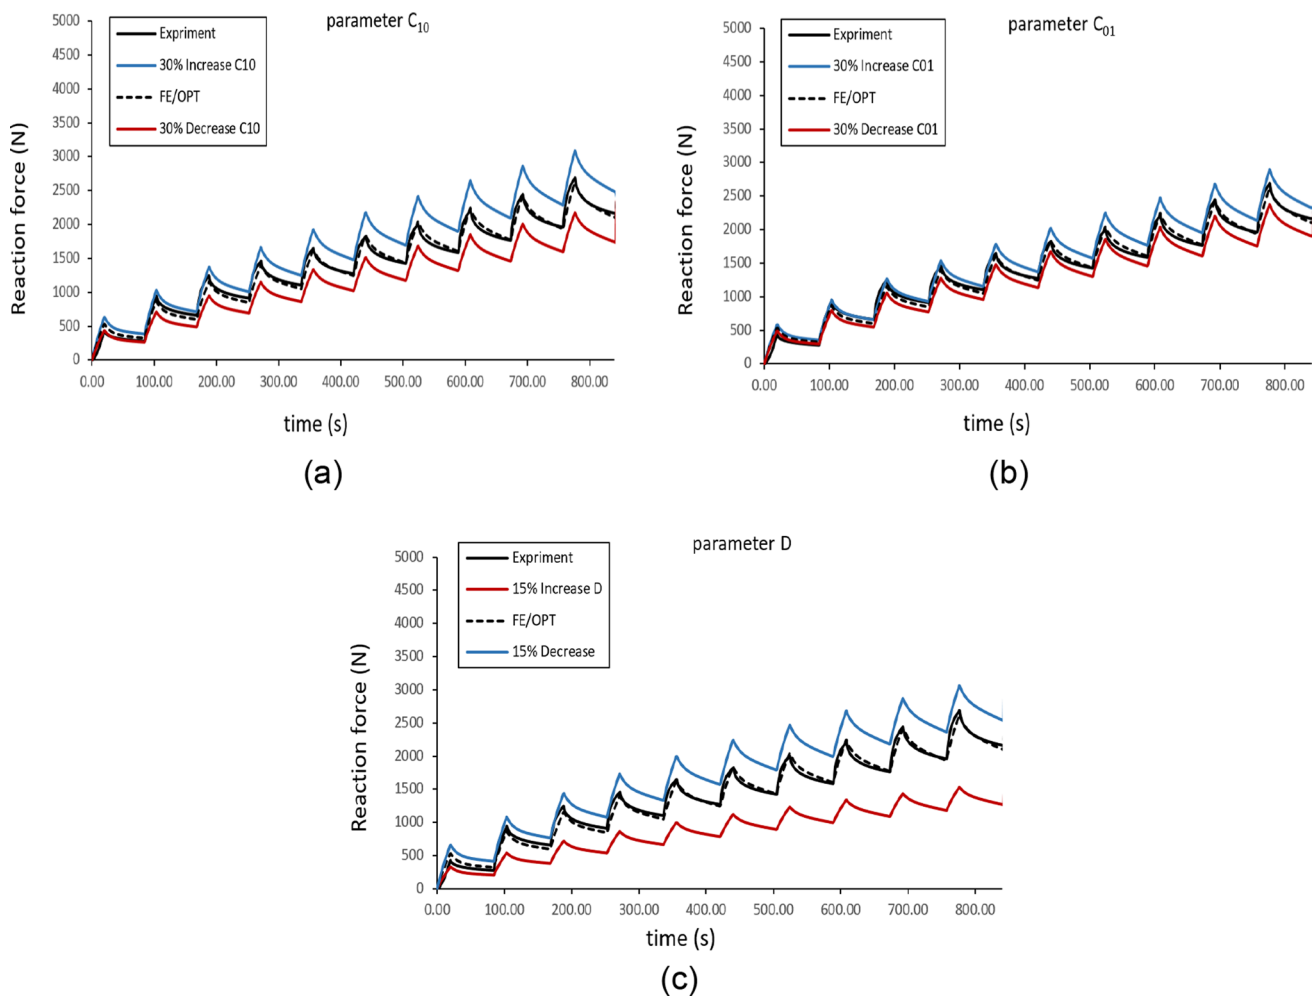 parameter C10
Expriment
30% Increase C10
FE/OPT
30% Decrease C10
Reaction force (N)
5000
4500
4000
3500
3000
2500
2000
1500
1000
500
0
0.00 100.00 200.00 300.00 400.00 500.00 600.00 700.00 800.00
time (s)
(a)
parameter C01
Expriment
30% Increase C01
FE/OPT
30% Decrease C01
Reaction force (N)
5000
4500
4000
3500
3000
2500
2000
1500
1000
500
0
0.00 100.00 200.00 300.00 400.00 500.00 600.00 700.00 800.00
time (s)
(b)
parameter D
Expriment
15% Increase D
FE/OPT
15% Decrease
Reaction force (N)
5000
4500
4000
3500
3000
2500
2000
1500
1000
500
0
0.00 100.00 200.00 300.00 400.00 500.00 600.00 700.00 800.00
time (s)
(c)